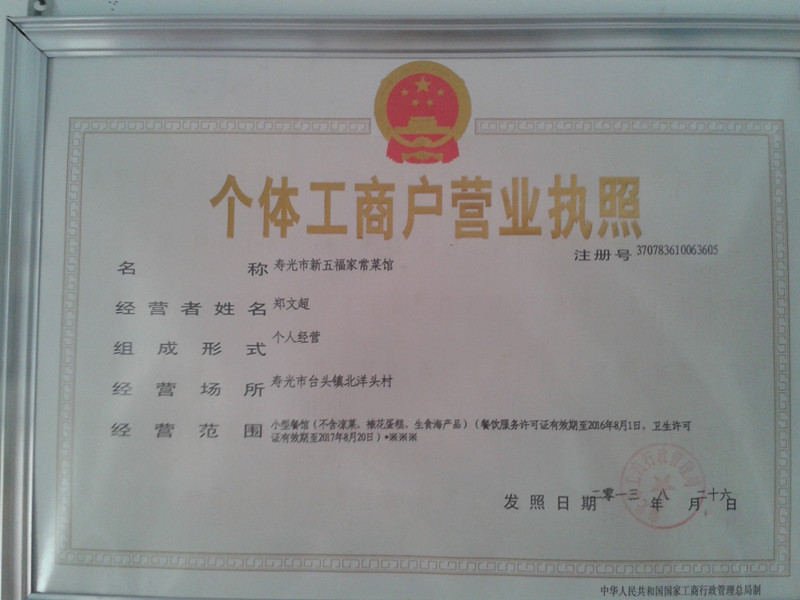 个体工商户营业执照
注册号 370783610063605
名称 寿光市新五福家常菜馆
经营者姓名 郑文超
组成形式 个人经营
经营场所 寿光市台头镇北洋头村
经营范围 小型餐馆（不含凉菜、裱花蛋糕、生食海产品）（餐饮服务许可证有效期至2016年8月1日，卫生许可
证有效期至2017年8月20日）*※※※
发照日期 二零一三年 八月 二十六日
中华人民共和国国家工商行政管理总局制